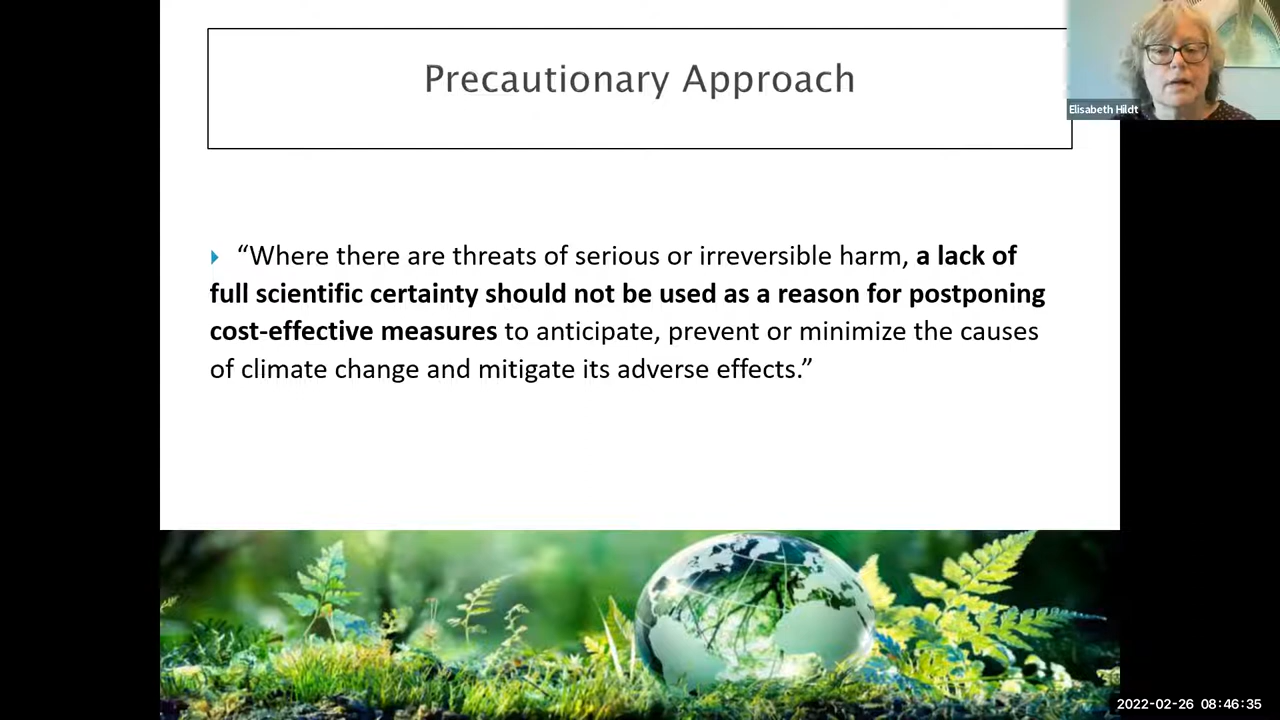 Precautionary Approach
Elisabeth Hildt
“Where there are threats of serious or irreversible harm, a lack of
full scientific certainty should not be used as a reason for postponing
cost-effective measures to anticipate, prevent or minimize the causes
of climate change and mitigate its adverse effects.”
2022-02-26 08:46:35